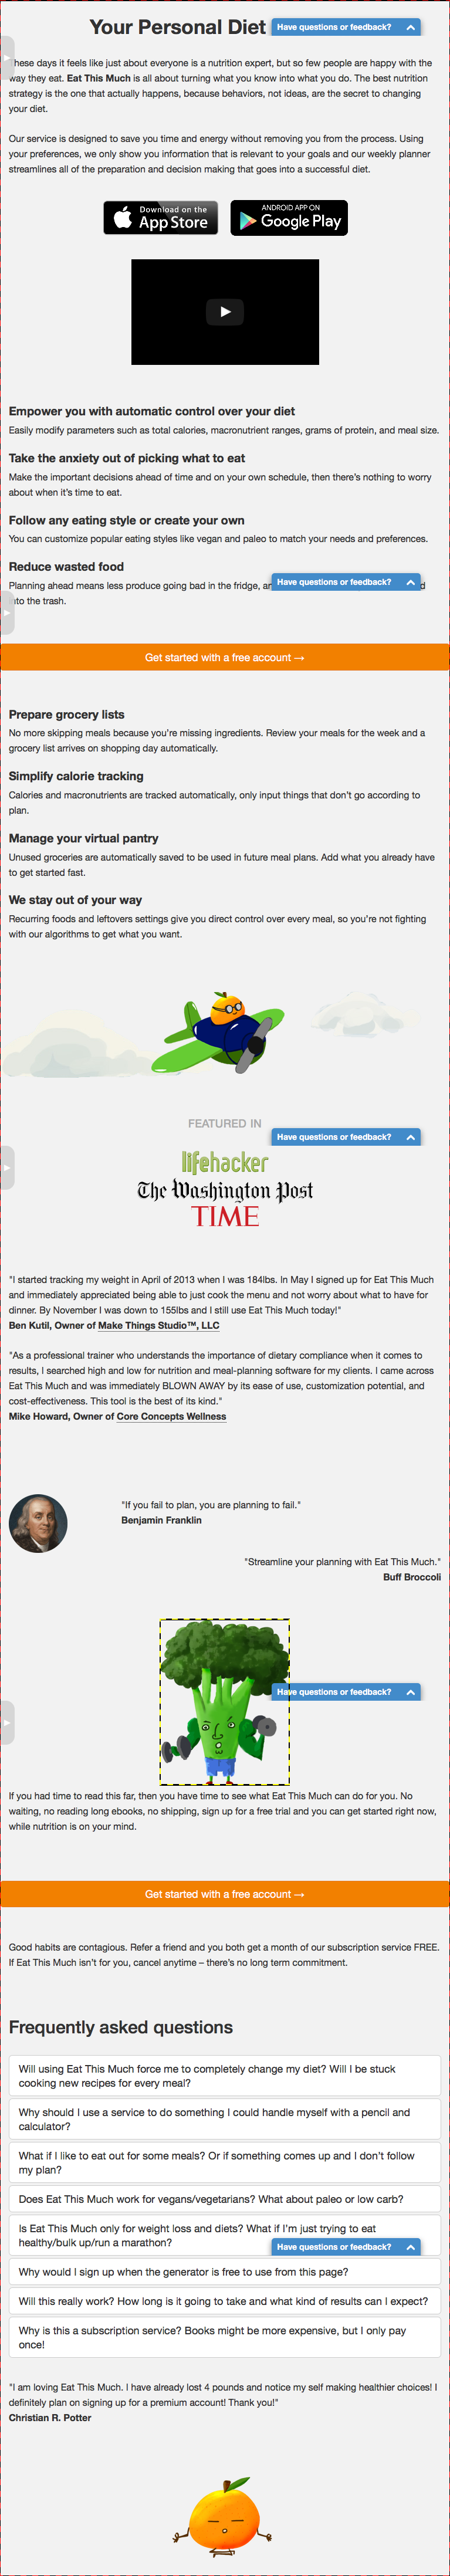 Your Personal Diet
Have questions or feedback?
These days it feels like just about everyone is a nutrition expert, but so few people are happy with the
way they eat. Eat This Much is all about turning what you know into what you do. The best nutrition
strategy is the one that actually happens, because behaviors, not ideas, are the secret to changing
your diet.
Our service is designed to save you time and energy without removing you from the process. Using
your preferences, we only show you information that is relevant to your goals and our weekly planner
streamlines all of the preparation and decision making that goes into a successful diet.
Download on the
App Store
ANDROID APP ON
Google Play
Empower you with automatic control over your diet
Easily modify parameters such as total calories, macronutrient ranges, grams of protein, and meal size.
Take the anxiety out of picking what to eat
Make the important decisions ahead of time and on your own schedule, then there's nothing to worry
about when it's time to eat.
Follow any eating style or create your own
You can customize popular eating styles like vegan and paleo to match your needs and preferences.
Reduce wasted food
Planning ahead means less produce going bad in the fridge,
Have questions or feedback?
into the trash.
Get started with a free account →
Prepare grocery lists
No more skipping meals because you're missing ingredients. Review your meals for the week and a
grocery list arrives on shopping day automatically.
Simplify calorie tracking
Calories and macronutrients are tracked automatically, only input things that don't go according to
plan.
Manage your virtual pantry
Unused groceries are automatically saved to be used in future meal plans. Add what you already have
to get started fast.
We stay out of your way
Recurring foods and leftovers settings give you direct control over every meal, so you're not fighting
with our algorithms to get what you want.
FEATURED IN
Have questions or feedback?
lifehacker
The Washington Post
TIME
"I started tracking my weight in April of 2013 when I was 184lbs. In May I signed up for Eat This Much
and immediately appreciated being able to just cook the menu and not worry about what to have for
dinner. By November I was down to 155lbs and I still use Eat This Much today!"
Ben Kutil, Owner of Make Things Studio™, LLC
"As a professional trainer who understands the importance of dietary compliance when it comes to
results, I searched high and low for nutrition and meal-planning software for my clients. I came across
Eat This Much and was immediately BLOWN AWAY by its ease of use, customization potential, and
cost-effectiveness. This tool is the best of its kind."
Mike Howard, Owner of Core Concepts Wellness
"If you fail to plan, you are planning to fail."
Benjamin Franklin
"Streamline your planning with Eat This Much."
Buff Broccoli
Have questions or feedback?
If you had time to read this far, then you have time to see what Eat This Much can do for you. No
waiting, no reading long ebooks, no shipping, sign up for a free trial and you can get started right now,
while nutrition is on your mind.
Get started with a free account →
Good habits are contagious. Refer a friend and you both get a month of our subscription service FREE.
If Eat This Much isn't for you, cancel anytime – there's no long term commitment.
Frequently asked questions
Will using Eat This Much force me to completely change my diet? Will I be stuck
cooking new recipes for every meal?
Why should I use a service to do something I could handle myself with a pencil and
calculator?
What if I like to eat out for some meals? Or if something comes up and I don't follow
my plan?
Does Eat This Much work for vegans/vegetarians? What about paleo or low carb?
Is Eat This Much only for weight loss and diets? What if I'm just trying to eat
healthy/bulk up/run a marathon?
Have questions or feedback?
Why would I sign up when the generator is free to use from this page?
Will this really work? How long is it going to take and what kind of results can I expect?
Why is this a subscription service? Books might be more expensive, but I only pay
once!
"I am loving Eat This Much. I have already lost 4 pounds and notice my self making healthier choices! I
definitely plan on signing up for a premium account! Thank you!"
Christian R. Potter